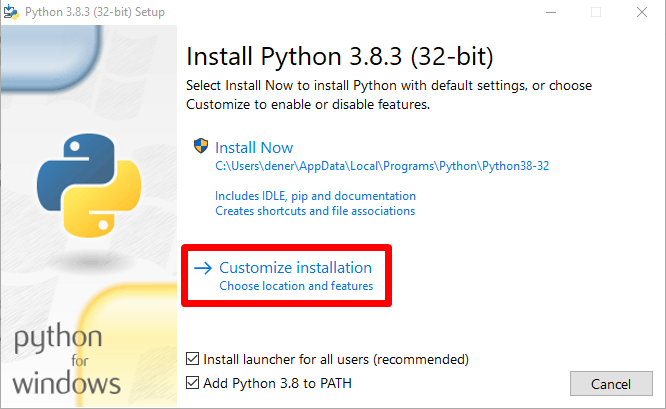 Python 3.8.3 (32-bit) Setup
Install Python 3.8.3 (32-bit)
Select Install Now to install Python with default settings, or choose
Customize to enable or disable features.
Install Now
C:\Users\dener\AppData\Local\Programs\Python\Python38-32
Includes IDLE, pip and documentation
Creates shortcuts and file associations
Customize installation
Choose location and features
python
for
windows
Install launcher for all users (recommended)
Add Python 3.8 to PATH
Cancel